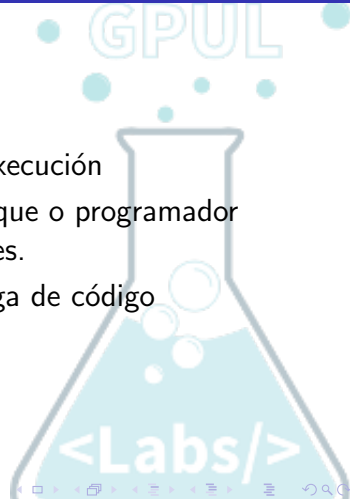 GPUL
xecución
que o programador
es.
ga de código
<Labs/>